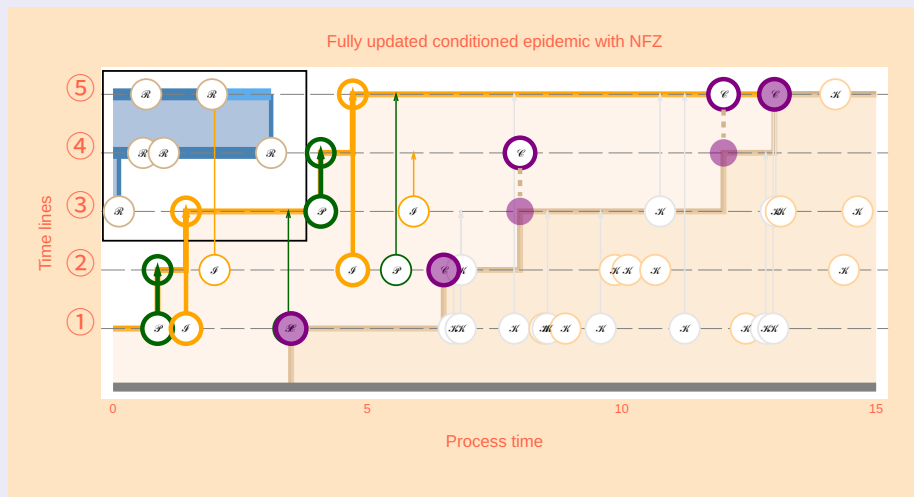 Fully updated conditioned epidemic with NFZ
⑤ ℛ ℛ 𝒞 𝒞 𝒦
④ ℛ ℛ ℛ 𝒞
③ ℛ 𝒫 ℐ 𝒦 𝒦 𝒦
② ℐ ℐ 𝒫 𝒞 𝒦 𝒦 𝒦 𝒦 𝒦
① 𝒫 ℐ 𝒦 𝒦 𝒦 𝒦 𝒦 𝒦 𝒦 𝒦 𝒦
Time lines
0 5 10 15
Process time